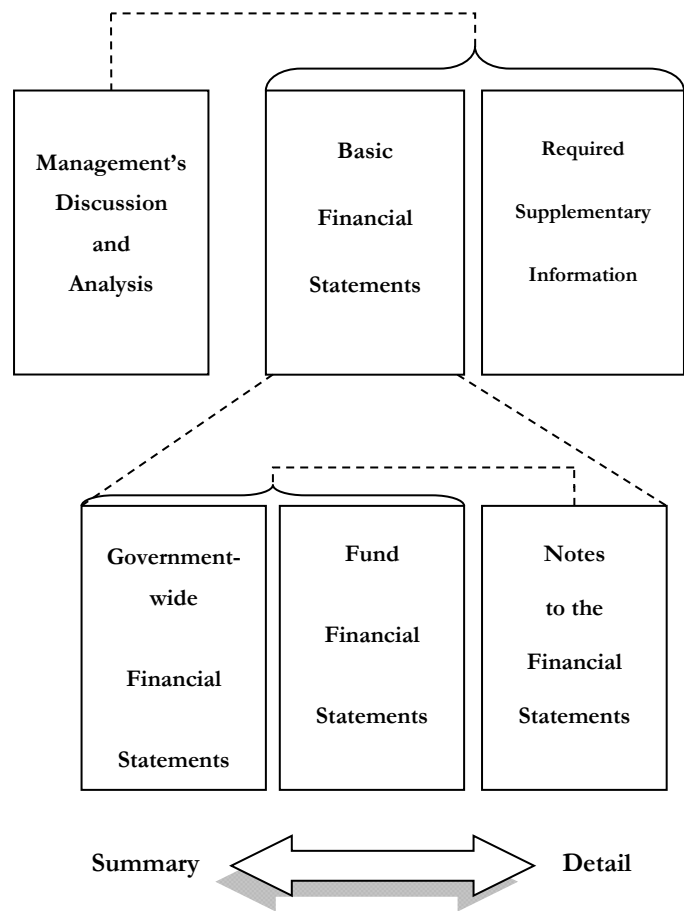 Management’s
Discussion
and
Analysis
Basic
Financial
Statements
Required
Supplementary
Information
Government-
wide
Financial
Statements
Fund
Financial
Statements
Notes
to the
Financial
Statements
Summary
Detail